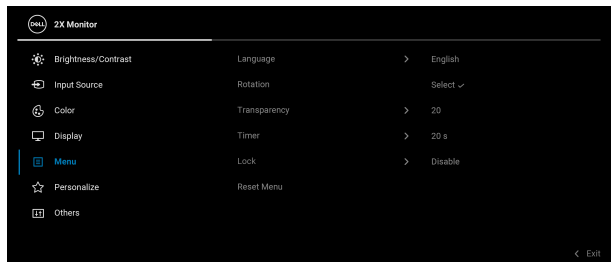 DELL 2X Monitor
Brightness/Contrast Language > English
Input Source Rotation Select ✓
Color Transparency > 20
Display Timer > 20 s
Menu Lock > Disable
Personalize Reset Menu
Others
< Exit